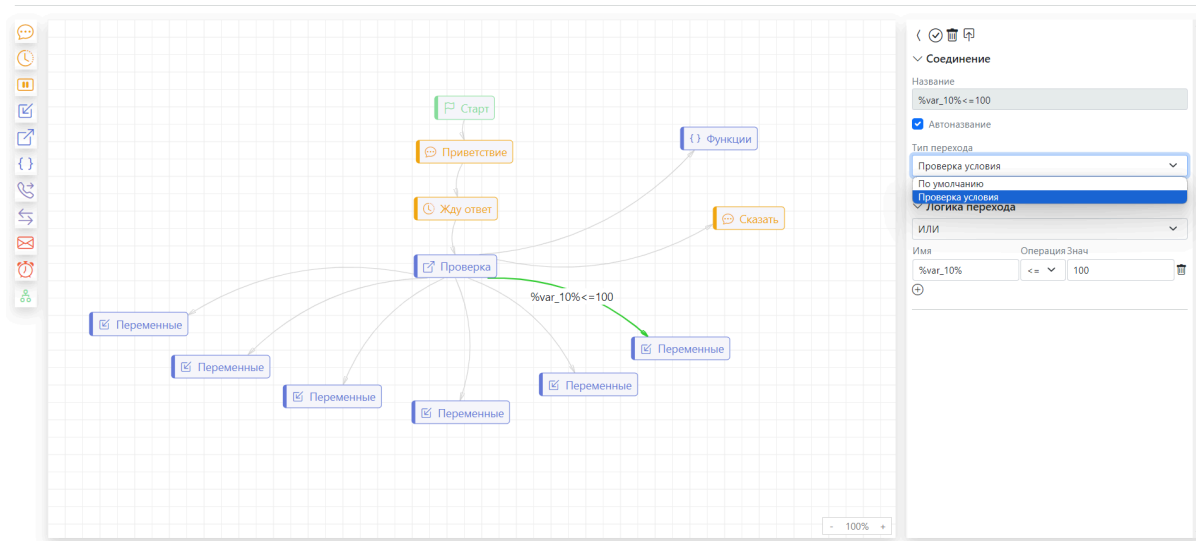 Старт
Приветствие
Функции
Жду ответ
Сказать
Проверка
%var_10%<=100
Переменные
Переменные
Переменные
Переменные
Переменные
Переменные
- 100% +
Соединение
Название
%var_10%<=100
Автоназвание
Тип перехода
Проверка условия
По умолчанию
Проверка условия
Логика перехода
ИЛИ
Имя Операция Знач
%var_10% <= 100